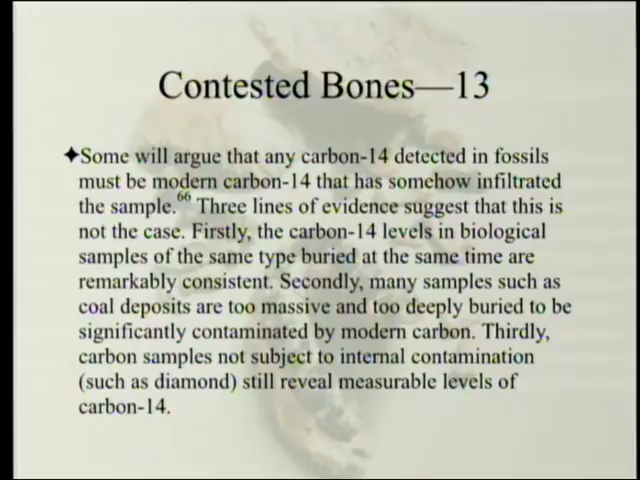 Contested Bones—13
✦Some will argue that any carbon-14 detected in fossils
must be modern carbon-14 that has somehow infiltrated
the sample.66 Three lines of evidence suggest that this is
not the case. Firstly, the carbon-14 levels in biological
samples of the same type buried at the same time are
remarkably consistent. Secondly, many samples such as
coal deposits are too massive and too deeply buried to be
significantly contaminated by modern carbon. Thirdly,
carbon samples not subject to internal contamination
(such as diamond) still reveal measurable levels of
carbon-14.